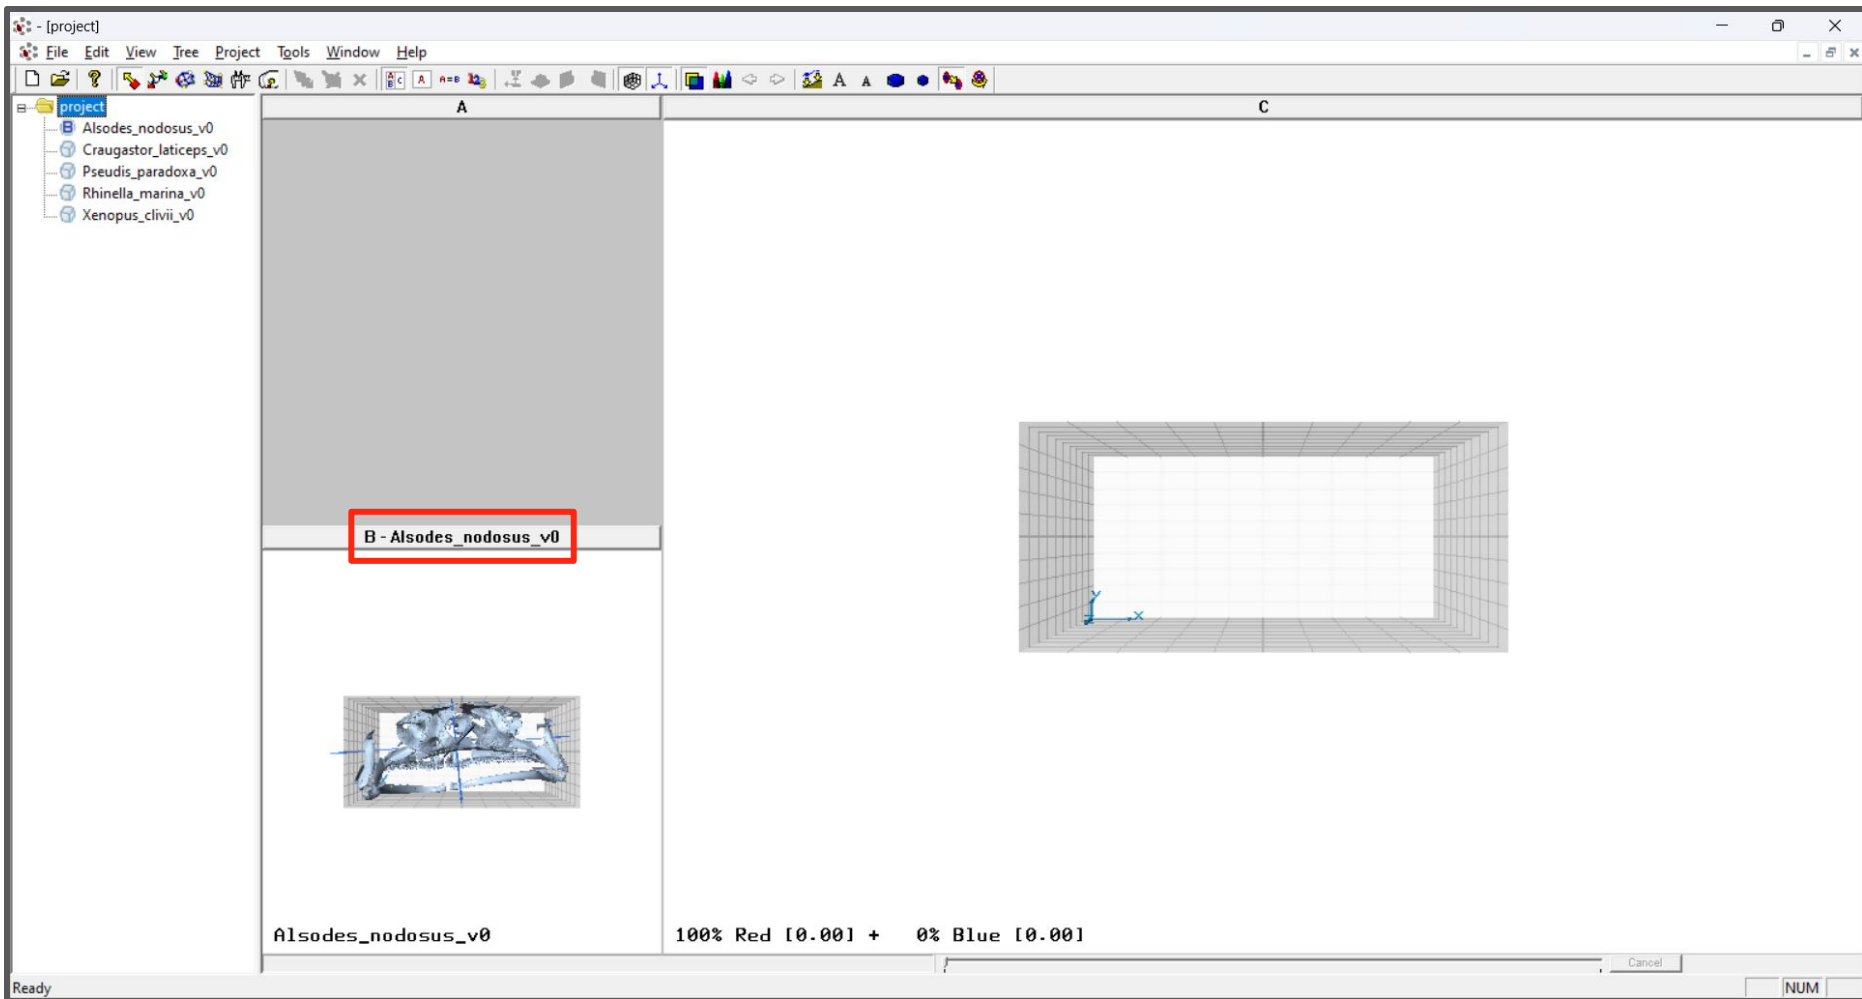 - [project]
File Edit View Tree Project Tools Window Help
A
C
project
Alsodes_nodosus_v0
Craugastor_laticeps_v0
Pseudis_paradoxa_v0
Rhinella_marina_v0
Xenopus_clivii_v0
B - Alsodes_nodosus_v0
Y
X
Alsodes_nodosus_v0
100% Red [0.00] + 0% Blue [0.00]
Cancel
Ready
NUM